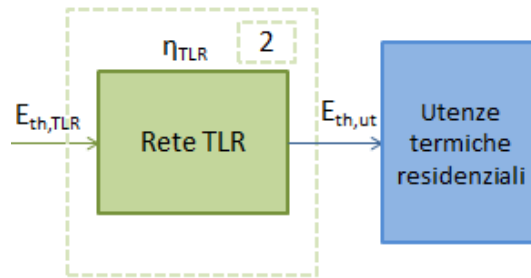 η_TLR
2
E_th,TLR
Rete TLR
E_th,ut
Utenze
termiche
residenziali